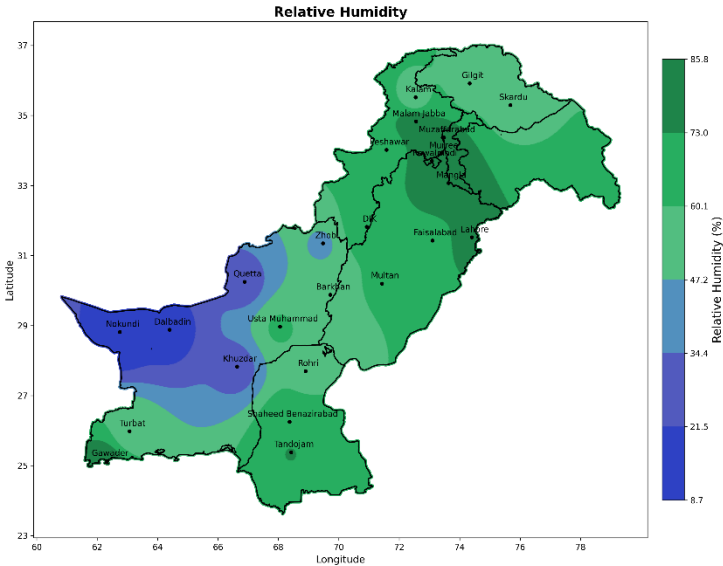 Relative Humidity
37
35
33
31
29
27
25
23
Latitude
60
62
64
66
68
70
72
74
76
78
Longitude
Gilgit
Kalam
Skardu
Malam Jabba
Muzaffarabad
Peshawar
Murree
Rawalpindi
Mangla
DIK
Faisalabad
Lahore
Zhob
Quetta
Multan
Barkhan
Usta Muhammad
Nokundi
Dalbadin
Khuzdar
Rohri
Shaheed Benazirabad
Turbat
Tandojam
Gawader
85.8
73.0
60.1
47.2
34.4
21.5
8.7
Relative Humidity (%)